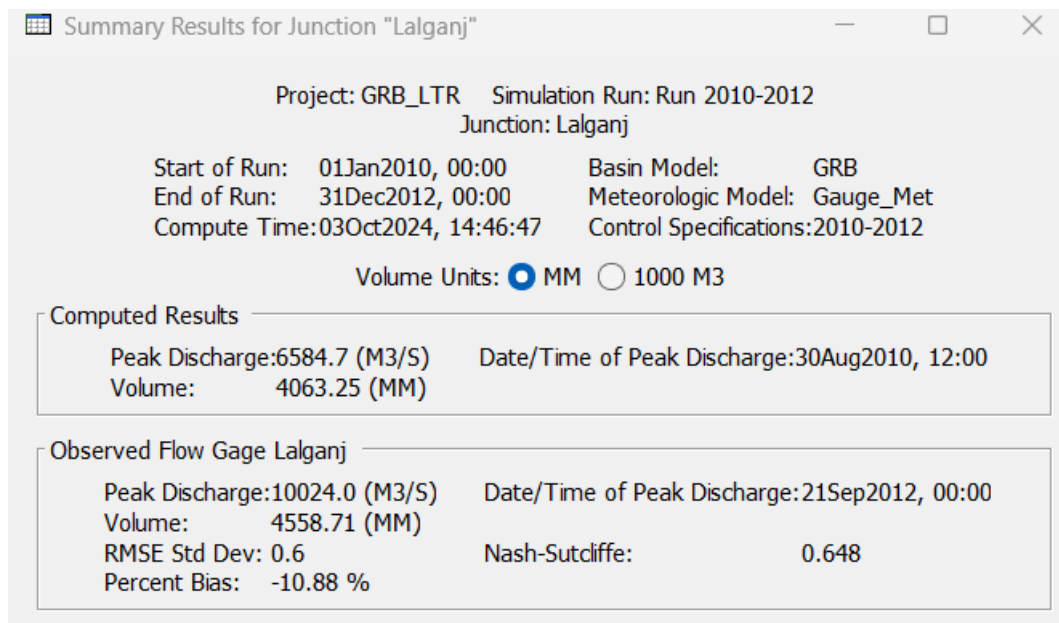 Summary Results for Junction "Lalganj"
Project: GRB_LTR Simulation Run: Run 2010-2012
Junction: Lalganj
Start of Run: 01Jan2010, 00:00 Basin Model: GRB
End of Run: 31Dec2012, 00:00 Meteorologic Model: Gauge_Met
Compute Time:03Oct2024, 14:46:47 Control Specifications:2010-2012
Volume Units: MM 1000 M3
Computed Results
Peak Discharge:6584.7 (M3/S) Date/Time of Peak Discharge:30Aug2010, 12:00
Volume: 4063.25 (MM)
Observed Flow Gage Lalganj
Peak Discharge:10024.0 (M3/S) Date/Time of Peak Discharge:21Sep2012, 00:00
Volume: 4558.71 (MM)
RMSE Std Dev: 0.6 Nash-Sutcliffe: 0.648
Percent Bias: -10.88 %